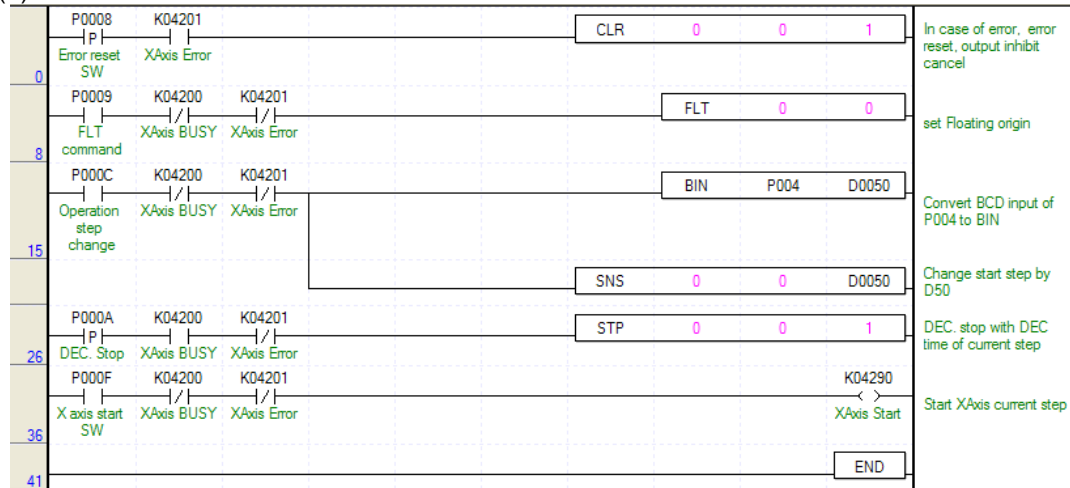 P0008 K04201
P CLR 0 0 1 In case of error, error
Error reset XAxis Error reset, output inhibit
SW cancel
0
P0009 K04200 K04201
FLT 0 0
FLT XAxis BUSY XAxis Error set Floating origin
command
8
P000C K04200 K04201
BIN P004 D0050
Operation XAxis BUSY XAxis Error Convert BCD input of
step P004 to BIN
change
15
SNS 0 0 D0050 Change start step by
D50
P000A K04200 K04201
P STP 0 0 1 DEC. stop with DEC
DEC. Stop XAxis BUSY XAxis Error time of current step
26
P000F K04200 K04201 K04290
X axis start XAxis BUSY XAxis Error XAxis Start Start XAxis current step
SW
36
END
41